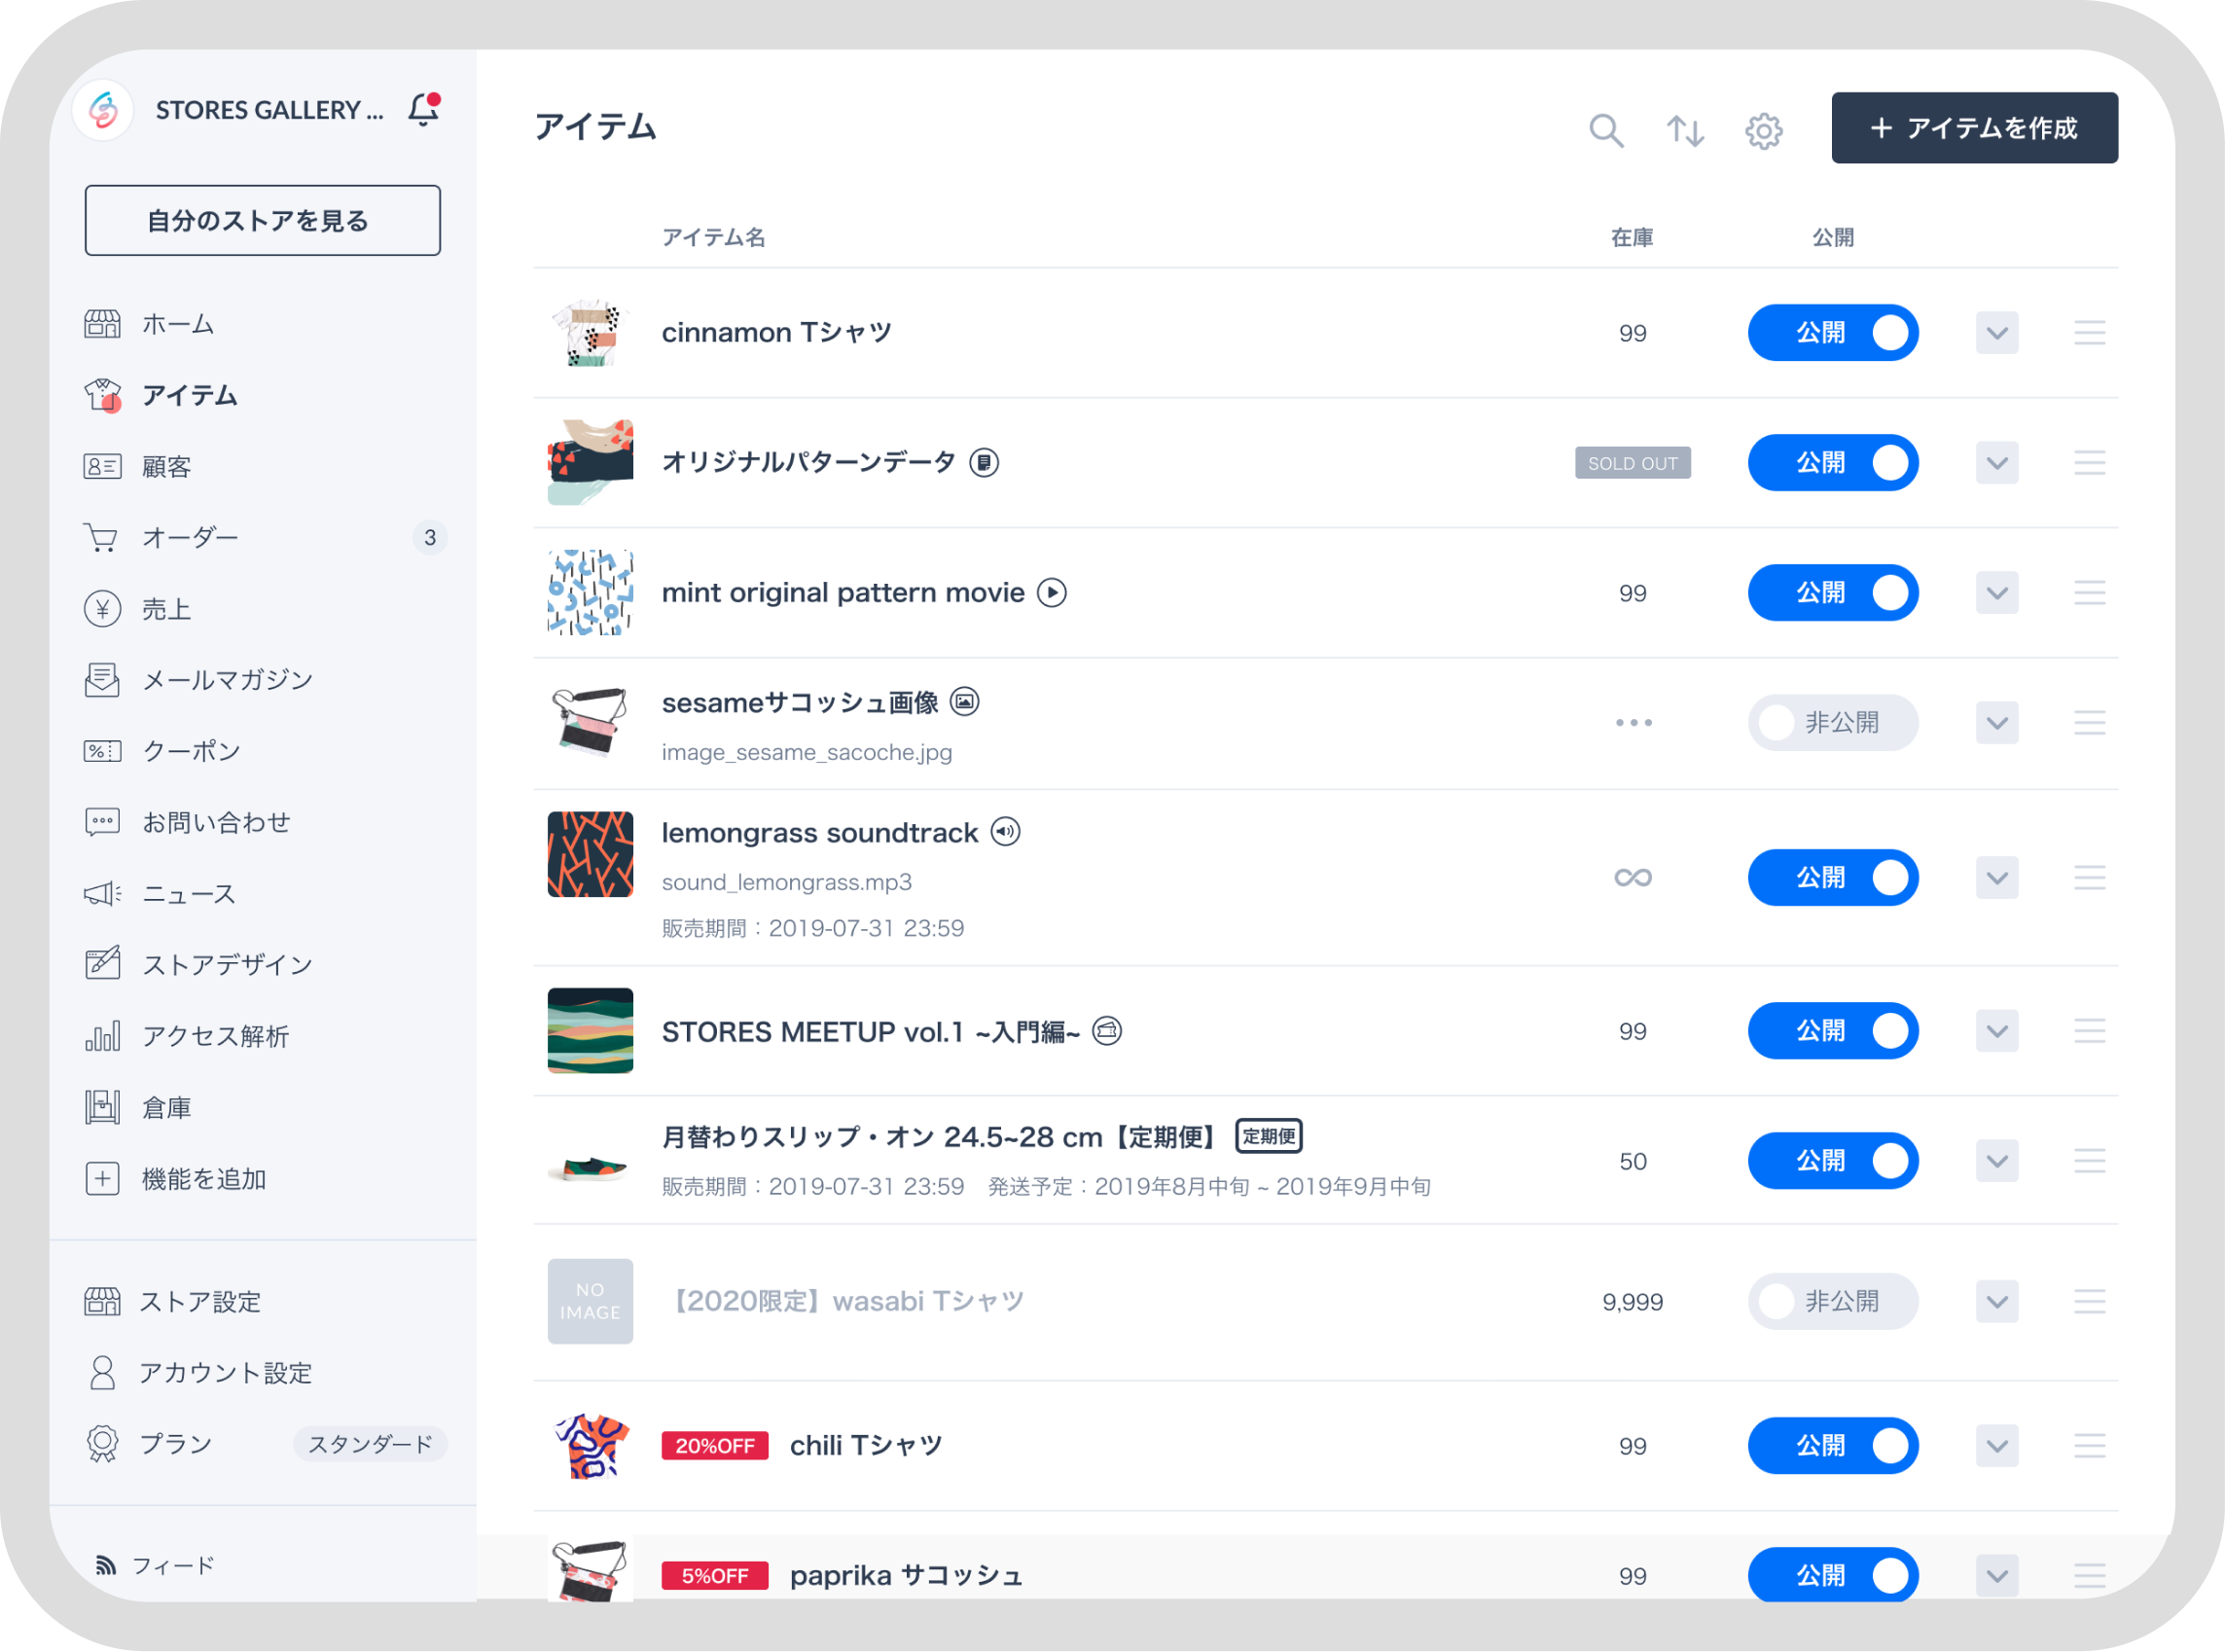 STORES GALLERY ...
自分のストアを見る
ホーム
アイテム
顧客
オーダー 3
売上
メールマガジン
クーポン
お問い合わせ
ニュース
ストアデザイン
アクセス解析
倉庫
機能を追加
ストア設定
アカウント設定
プラン スタンダード
フィード
アイテム
+ アイテムを作成
アイテム名 在庫 公開
cinnamon Tシャツ 99 公開
オリジナルパターンデータ SOLD OUT 公開
mint original pattern movie 99 公開
sesameサコッシュ画像 ••• 非公開
image_sesame_sacoche.jpg
lemongrass soundtrack ∞ 公開
sound_lemongrass.mp3
販売期間：2019-07-31 23:59
STORES MEETUP vol.1 ~入門編~ 99 公開
月替わりスリップ・オン 24.5~28 cm【定期便】 定期便 50 公開
販売期間：2019-07-31 23:59 発送予定：2019年8月中旬 ~ 2019年9月中旬
NO
IMAGE
【2020限定】wasabi Tシャツ 9,999 非公開
20%OFF chili Tシャツ 99 公開
5%OFF paprika サコッシュ 99 公開